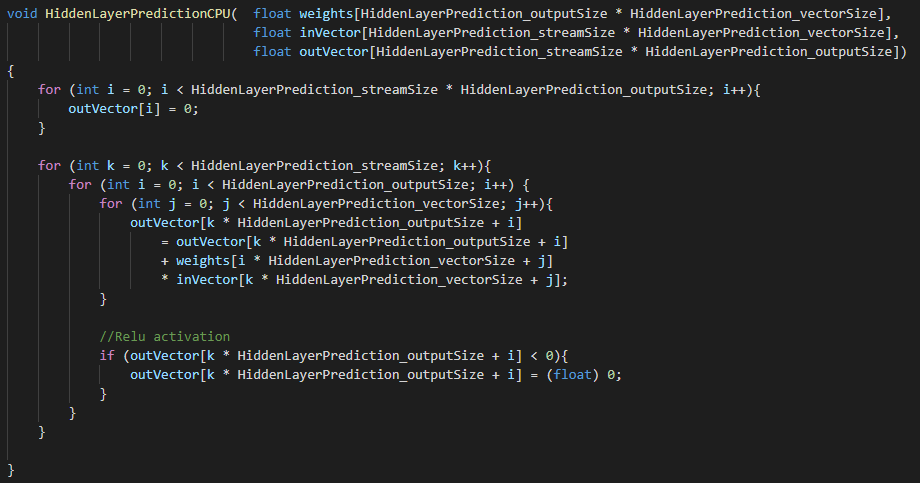 void HiddenLayerPredictionCPU(  float weights[HiddenLayerPrediction_outputSize * HiddenLayerPrediction_vectorSize],
                                float inVector[HiddenLayerPrediction_streamSize * HiddenLayerPrediction_vectorSize],
                                float outVector[HiddenLayerPrediction_streamSize * HiddenLayerPrediction_outputSize])
{
    for (int i = 0; i < HiddenLayerPrediction_streamSize * HiddenLayerPrediction_outputSize; i++){
        outVector[i] = 0;
    }

    for (int k = 0; k < HiddenLayerPrediction_streamSize; k++){
        for (int i = 0; i < HiddenLayerPrediction_outputSize; i++) {
            for (int j = 0; j < HiddenLayerPrediction_vectorSize; j++){
                outVector[k * HiddenLayerPrediction_outputSize + i]
                    = outVector[k * HiddenLayerPrediction_outputSize + i]
                    + weights[i * HiddenLayerPrediction_vectorSize + j]
                    * inVector[k * HiddenLayerPrediction_vectorSize + j];
            }

            //Relu activation
            if (outVector[k * HiddenLayerPrediction_outputSize + i] < 0){
                outVector[k * HiddenLayerPrediction_outputSize + i] = (float) 0;
            }
        }
    }

}